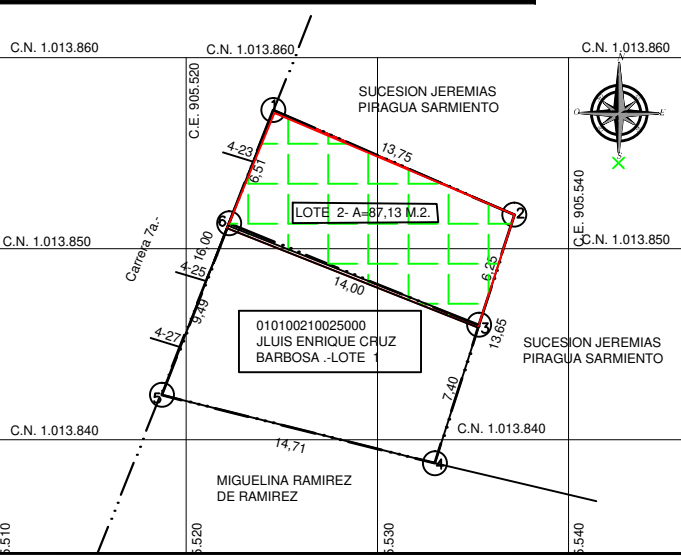 C.N. 1.013.860
C.N. 1.013.860
C.N. 1.013.860
N
O
E
S
C.E. 905.520
SUCESION JEREMIAS
PIRAGUA SARMIENTO
1
4-23
6,51
13,75
C.E. 905.540
LOTE 2- A=87,13 M.2.
2
6
C.N. 1.013.850
C.N. 1.013.850
Carrera 7a.-
16,00
4-25
6,25
14,00
9,49
3
13,65
010100210025000
JLUIS ENRIQUE CRUZ
BARBOSA .-LOTE 1
4-27
SUCESION JEREMIAS
PIRAGUA SARMIENTO
5
7,40
C.N. 1.013.840
C.N. 1.013.840
14,71
4
MIGUELINA RAMIREZ
DE RAMIREZ
5.510
5.520
5.530
5.540